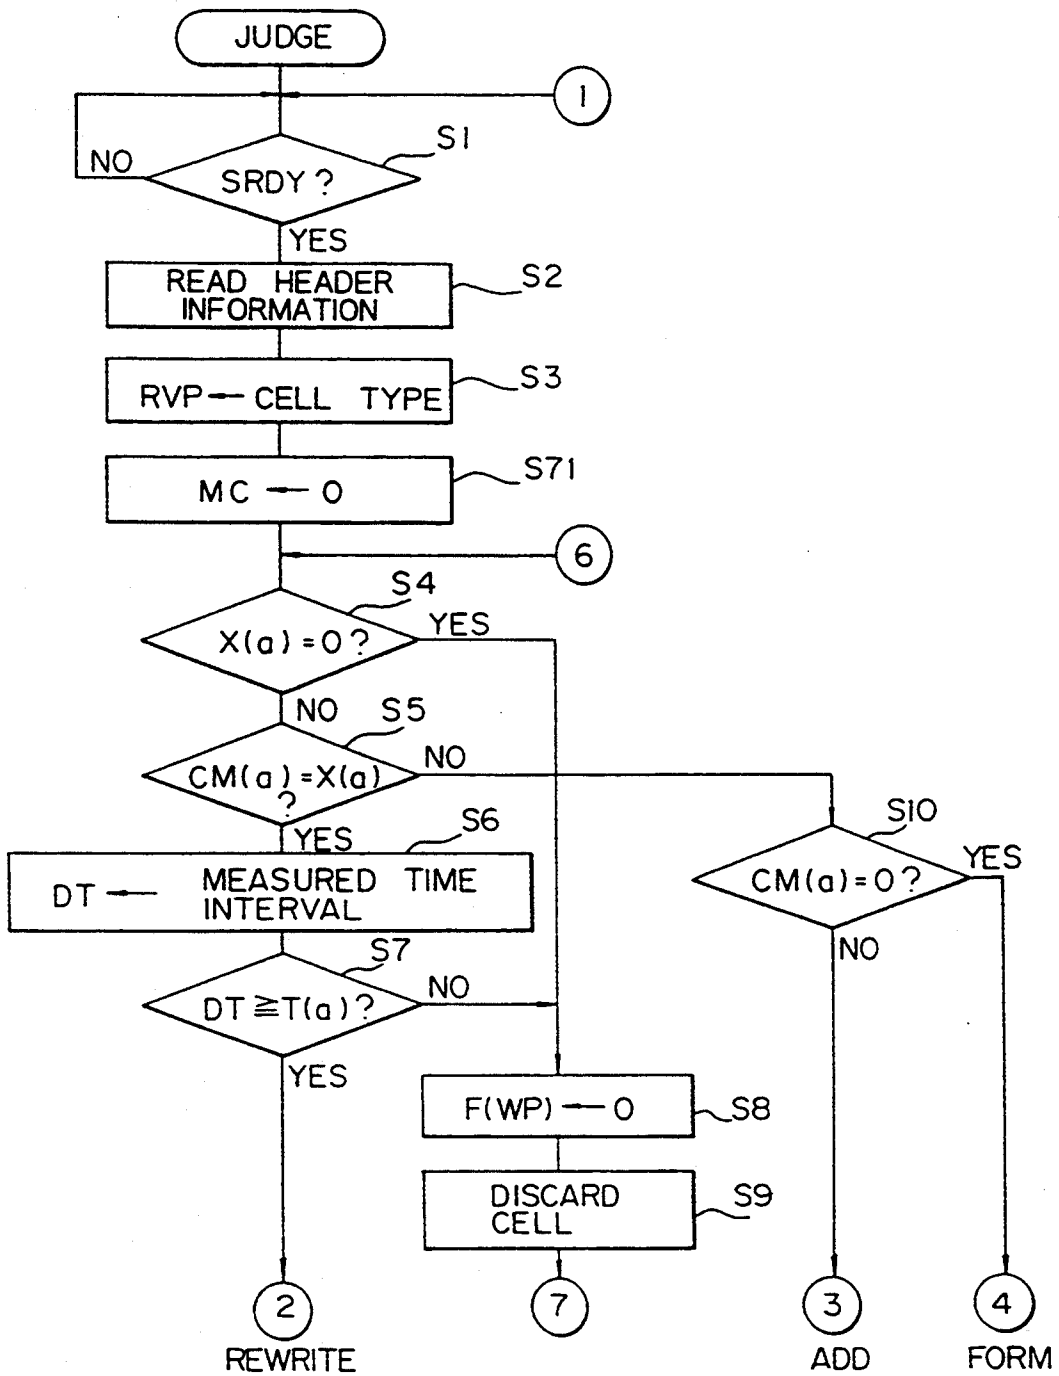 JUDGE
1
S1
NO
SRDY ?
YES
READ HEADER
INFORMATION
S2
RVP ← CELL TYPE
S3
MC ← 0
S71
6
S4
X(a) = 0 ?
YES
NO
S5
CM(a) = X(a)
?
NO
YES
S6
S10
CM(a) = 0 ?
YES
NO
DT ← MEASURED TIME
INTERVAL
S7
DT ≧ T(a) ?
NO
YES
F(WP) ← 0
S8
DISCARD
CELL
S9
2
7
3
4
REWRITE
ADD
FORM